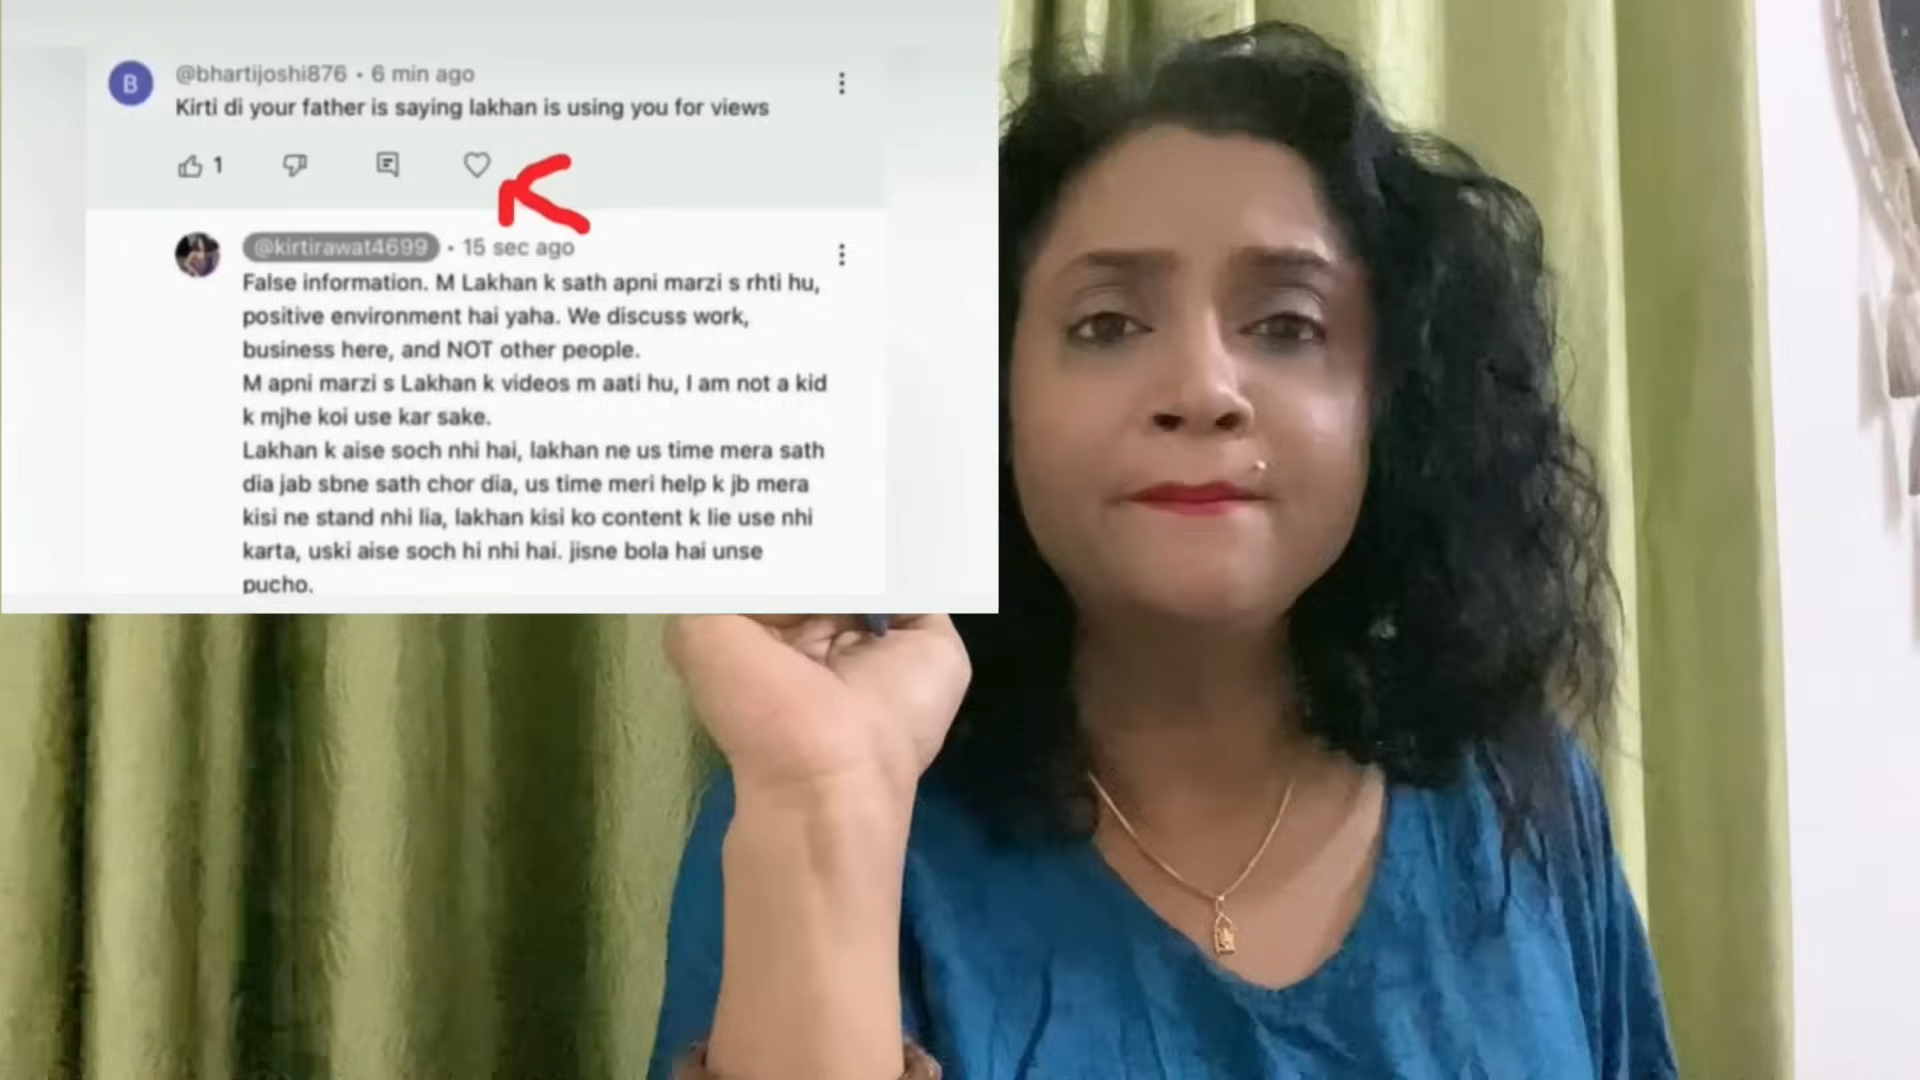 B
@bhartijoshi876 • 6 min ago
Kirti di your father is saying lakhan is using you for views
1
@kirtirawat4699 • 15 sec ago
False information. M Lakhan k sath apni marzi s rhti hu,
positive environment hai yaha. We discuss work,
business here, and NOT other people.
M apni marzi s Lakhan k videos m aati hu, I am not a kid
k mjhe koi use kar sake.
Lakhan k aise soch nhi hai, lakhan ne us time mera sath
dia jab sbne sath chor dia, us time meri help k jb mera
kisi ne stand nhi lia, lakhan kisi ko content k lie use nhi
karta, uski aise soch hi nhi hai. jisne bola hai unse
pucho.